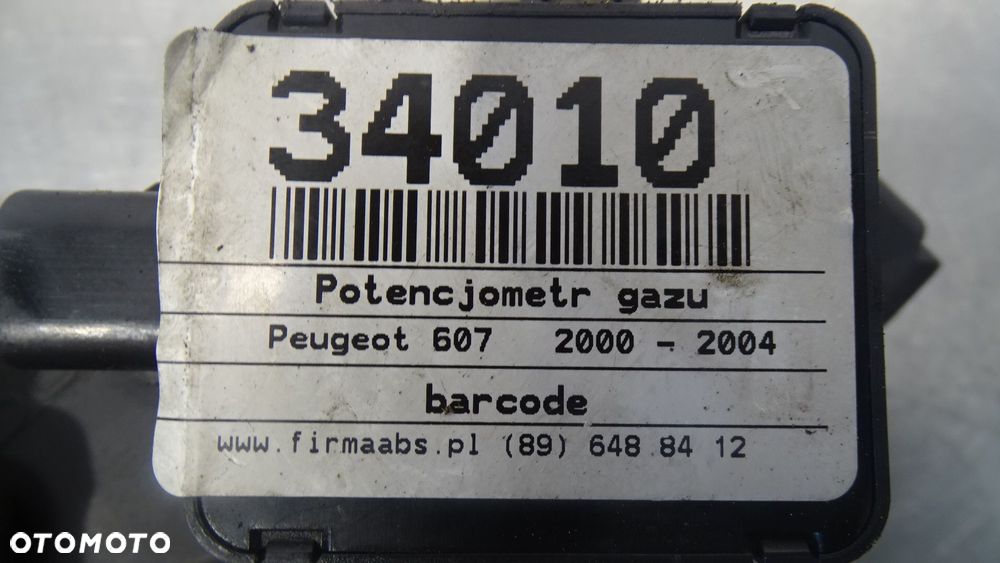 34010
Potencjometr gazu
Peugeot 607 2000 - 2004
barcode
www.firmaabs.pl (89) 648 84 12
OTOMOTO